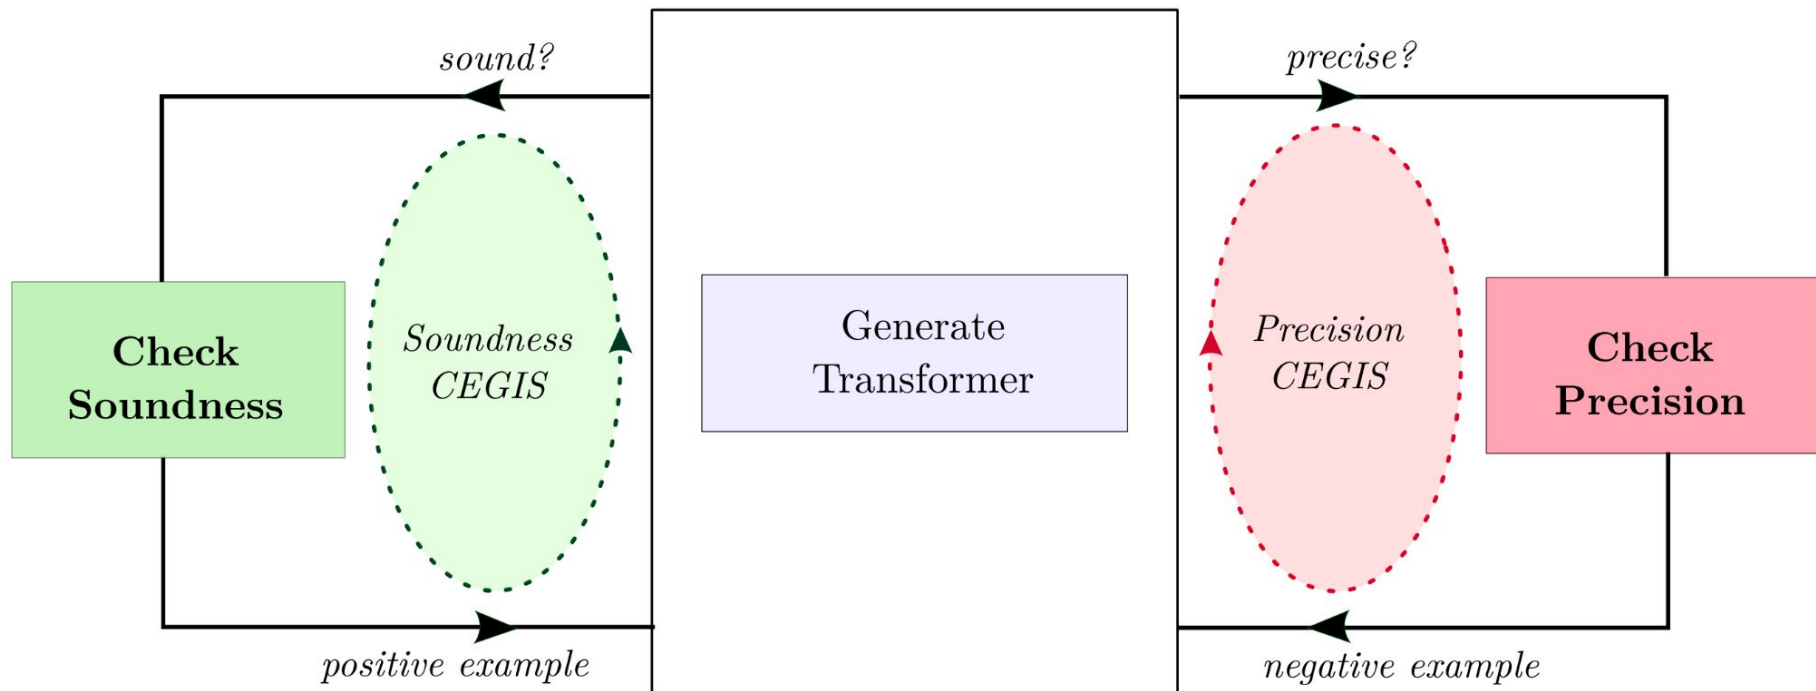 sound?
precise?
Check
Soundness
Soundness
CEGIS
Generate
Transformer
Precision
CEGIS
Check
Precision
positive example
negative example